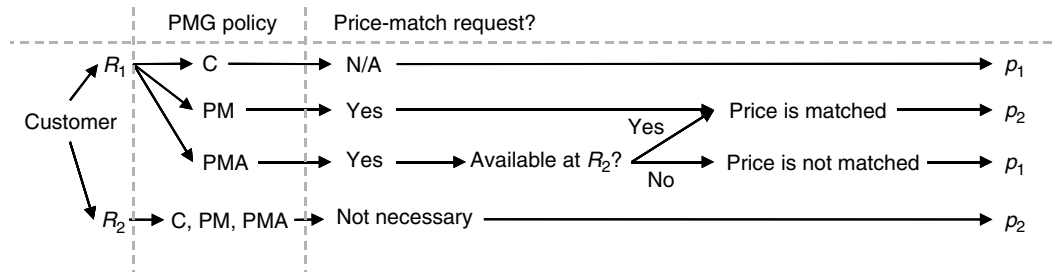 PMG policy Price-match request?
R1 C N/A p1
Customer PM Yes Price is matched p2
Yes
PMA Yes Available at R2? Price is not matched p1
No
R2 C, PM, PMA Not necessary p2